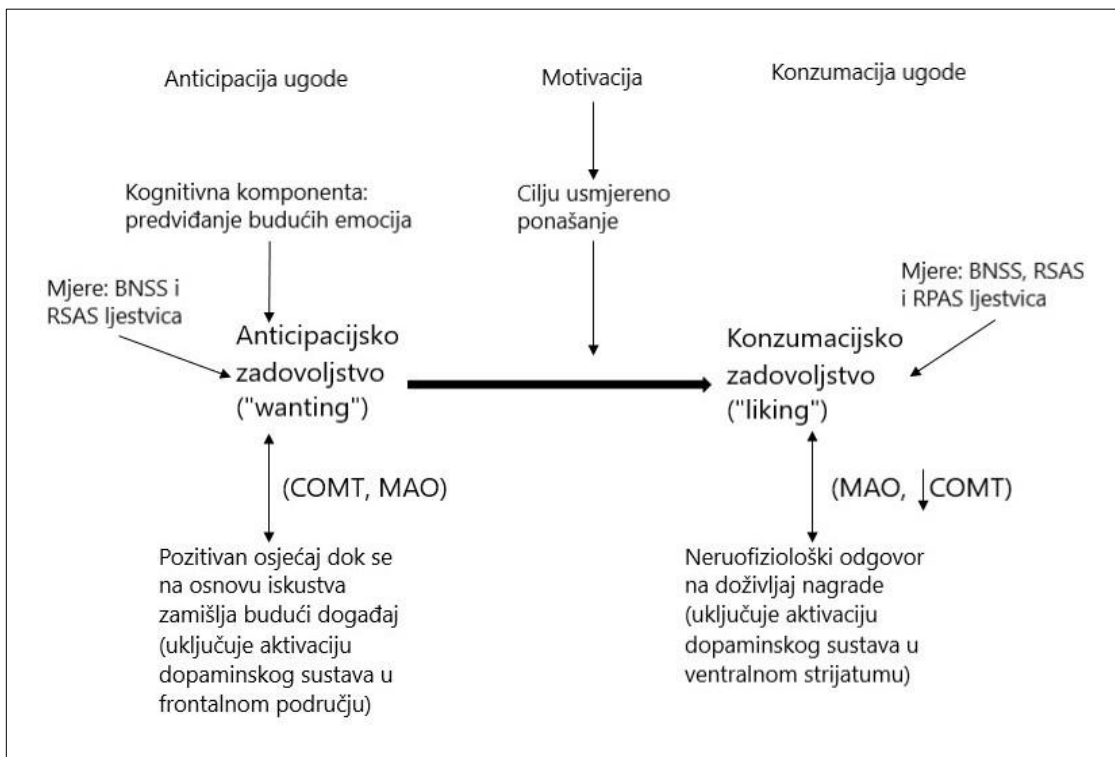 Anticipacija ugode
Motivacija
Konzumacija ugode
Kognitivna komponenta:
predviđanje budućih emocija
Cilju usmjereno
ponašanje
Mjere: BNSS i
RSAS ljestvica
Mjere: BNSS, RSAS
i RPAS ljestvica
Anticipacijsko
zadovoljstvo
("wanting")
Konzumacijsko
zadovoljstvo
("liking")
(COMT, MAO)
(MAO, ↓COMT)
Pozitivan osjećaj dok se
na osnovu iskustva
zamišlja budući događaj
(uključuje aktivaciju
dopaminskog sustava u
frontalnom području)
Neruofiziološki odgovor
na doživljaj nagrade
(uključuje aktivaciju
dopaminskog sustava u
ventralnom strijatumu)